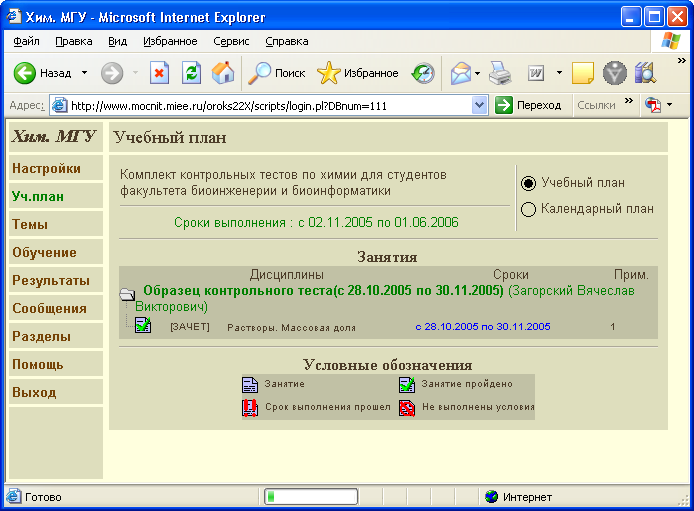 Хим. МГУ - Microsoft Internet Explorer
Файл Правка Вид Избранное Сервис Справка
Назад Поиск Избранное
Адрес: http://www.mocnit.miee.ru/oroks22X/scripts/login.pl?DBnum=111 Переход Ссылки
Хим. МГУ
Учебный план
Настройки
Уч.план
Темы
Обучение
Результаты
Сообщения
Разделы
Помощь
Выход
Комплект контрольных тестов по химии для студентов
факультета биоинженерии и биоинформатики
Сроки выполнения : с 02.11.2005 по 01.06.2006
Учебный план
Календарный план
Занятия
Дисциплины Сроки Прим.
Образец контрольного теста(с 28.10.2005 по 30.11.2005) (Загорский Вячеслав
Викторович)
[ЗАЧЕТ] Растворы. Массовая доля с 28.10.2005 по 30.11.2005 1
Условные обозначения
Занятие Занятие пройдено
Срок выполнения прошел Не выполнены условия
Готово Интернет